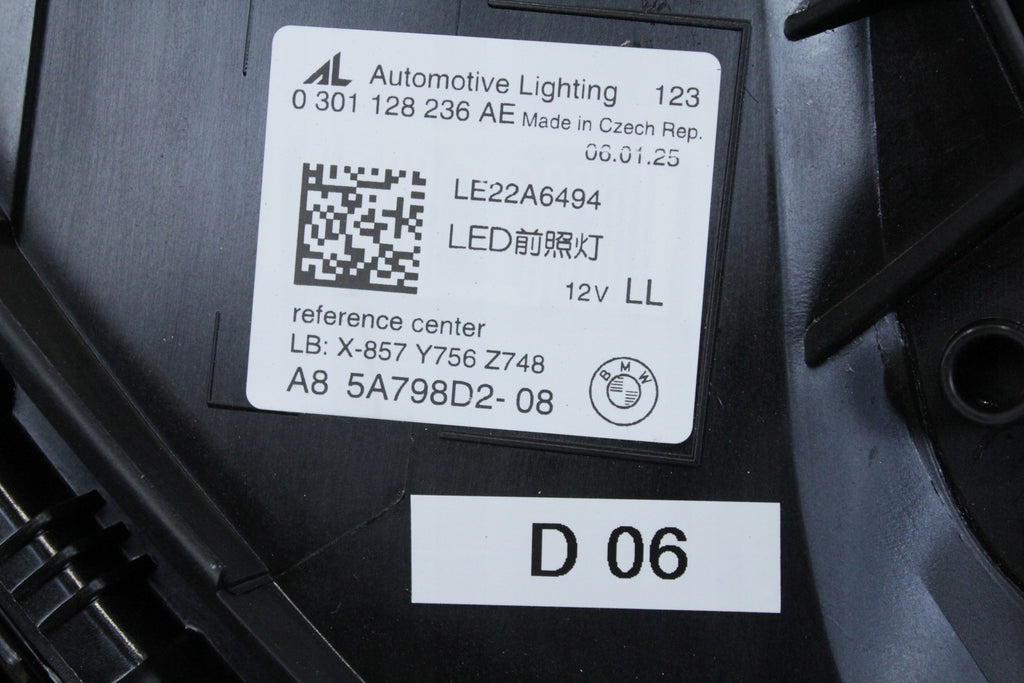 AL Automotive Lighting 123
0 301 128 236 AE Made in Czech Rep.
06.01.25
LE22A6494
LED前照灯
12V LL
reference center
LB: X-857 Y756 Z748
A8 5A798D2-08
BMW
D 06